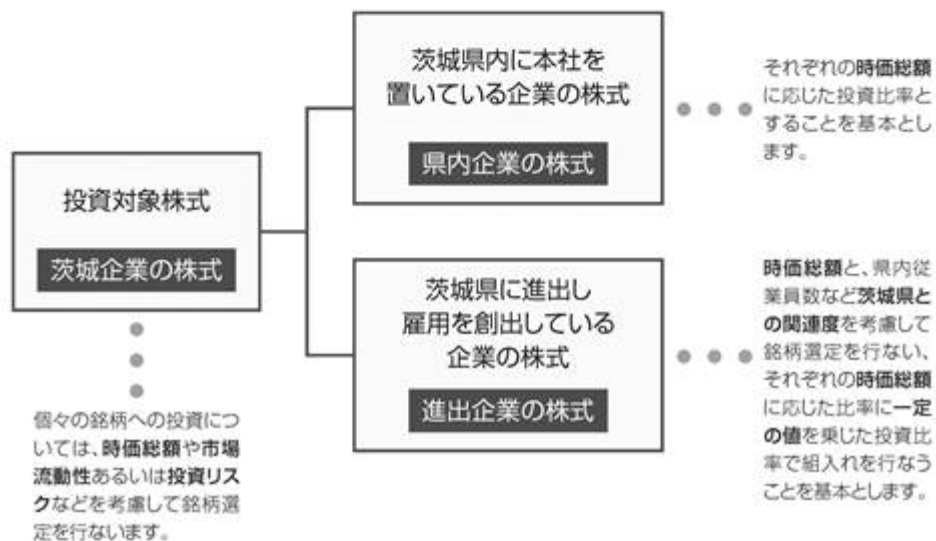 投資対象株式
茨城企業の株式
個々の銘柄への投資につ
いては、時価総額や市場
流動性あるいは投資リス
クなどを考慮して銘柄選
定を行ないます。
茨城県内に本社を
置いている企業の株式
県内企業の株式
それぞれの時価総額
に応じた投資比率と
することを基本とし
ます。
茨城県に進出し
雇用を創出している
企業の株式
進出企業の株式
時価総額と、県内従
業員数など茨城県と
の関連度を考慮して
銘柄選定を行ない、
それぞれの時価総額
に応じた比率に一定
の値を乗じた投資比
率で組入れを行なう
ことを基本とします。